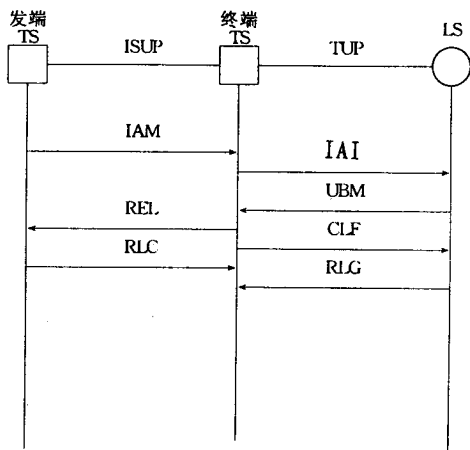 发端 终端 LS
TS ISUP TS TUP
IAM
IAI
UBM
REL
CLF
RLC
RLG